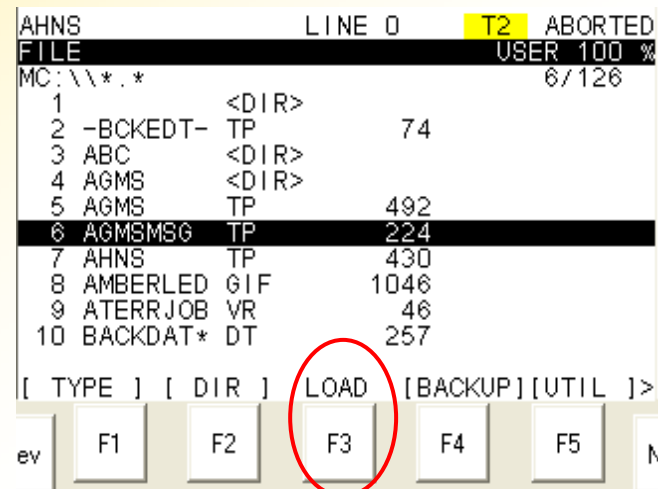 AHNS LINE 0 T2 ABORTED
FILE USER 100 %
MC:\\*.* 6/126
1 <DIR>
2 -BCKEDT- TP 74
3 ABC <DIR>
4 AGMS <DIR>
5 AGMS TP 492
6 AGMSMSG TP 224
7 AHNS TP 430
8 AMBERLED GIF 1046
9 ATERRJOB VR 46
10 BACKDAT* DT 257
[ TYPE ] [ DIR ] LOAD [BACKUP][UTIL ]>
ev F1 F2 F3 F4 F5 N